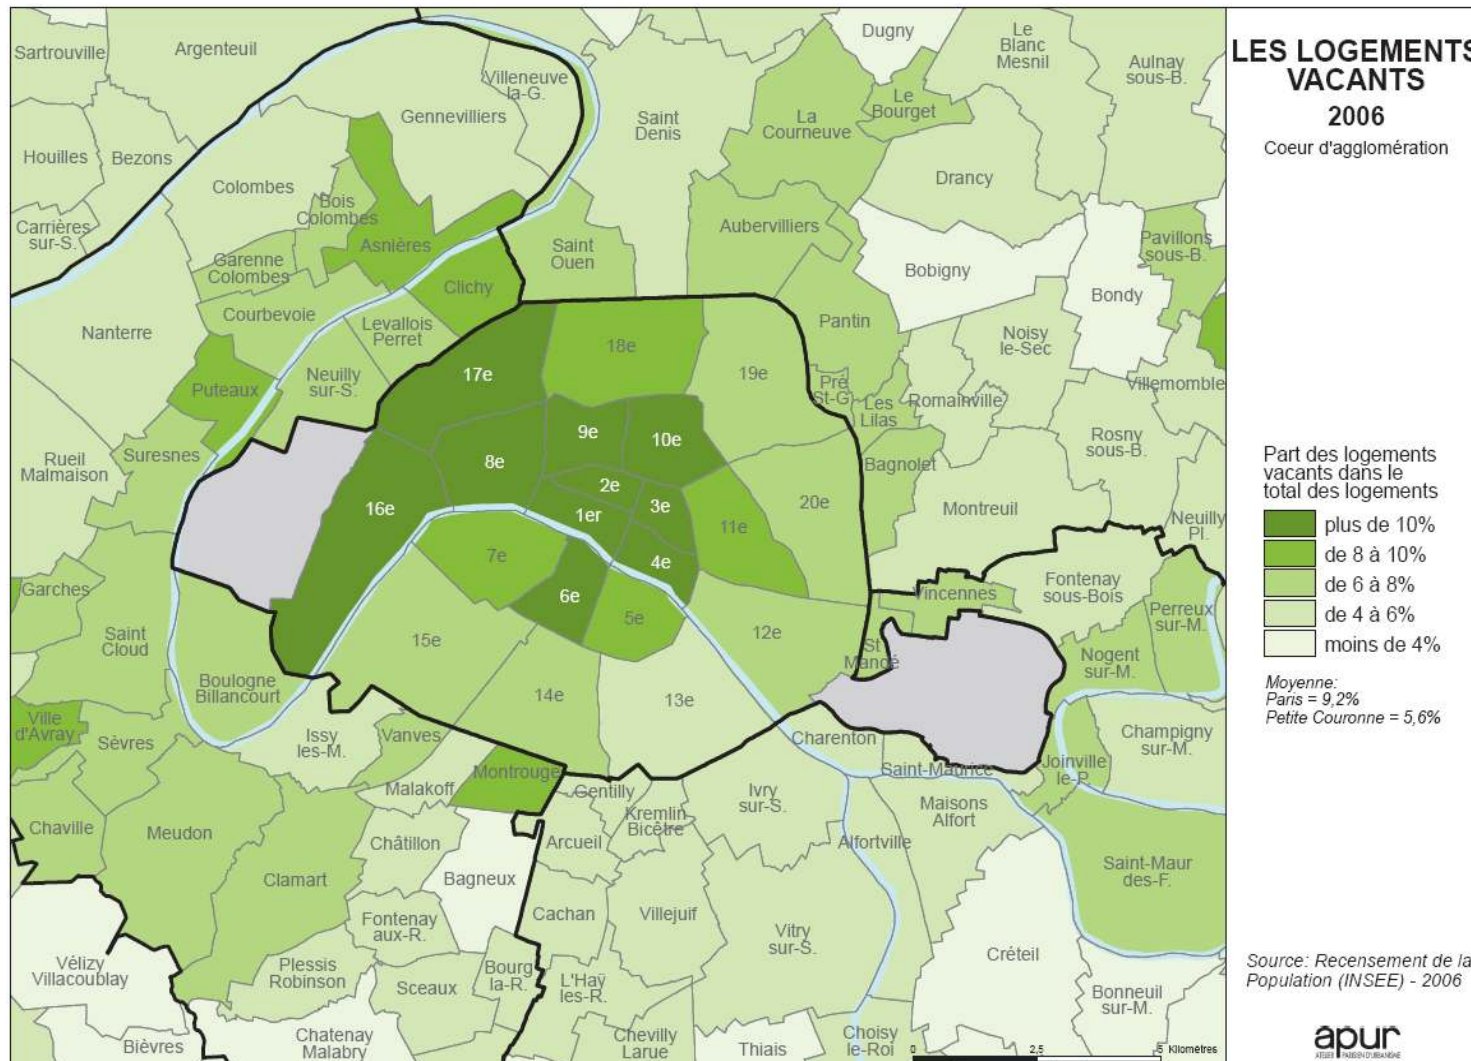 LES LOGEMENTS
VACANTS
2006
Coeur d'agglomération
Part des logements
vacants dans le
total des logements
plus de 10%
de 8 à 10%
de 6 à 8%
de 4 à 6%
moins de 4%
Moyenne:
Paris = 9,2%
Petite Couronne = 5,6%
Source: Recensement de la
Population (INSEE) - 2006
apur
ATELIER PARISIEN D'URBANISME
Sartrouville
Argenteuil
Villeneuve
la-G.
Gennevilliers
Saint
Denis
Dugny
Le
Blanc
Mesnil
Aulnay
sous-B.
Le
Bourget
La
Courneuve
Houilles
Bezons
Colombes
Bois
Colombes
Drancy
Carrières
sur-S.
Asnières
Garenne
Colombes
Saint
Ouen
Aubervilliers
Pavillons
sous-B.
Bobigny
Bondy
Clichy
Courbevoie
Levallois
Perret
Nanterre
Pantin
Noisy
le-Sec
18e
17e
19e
Puteaux
Neuilly
sur-S.
Pré
St-G.
Les
Lilas
Romainville
Villemomble
9e
10e
Rosny
sous-B.
Rueil
Malmaison
Suresnes
8e
2e
Bagnolet
16e
1er
3e
20e
Montreuil
Neuilly
Pl.
11e
7e
4e
Garches
6e
5e
Vincennes
Fontenay
sous-Bois
Perreux
sur-M.
Saint
Cloud
15e
12e
St
Mandé
Nogent
sur-M.
Boulogne
Billancourt
14e
13e
Ville
d'Avray
Sèvres
Issy
les-M.
Vanves
Charenton
Champigny
sur-M.
Joinville
le-P.
Saint-Maurice
Montrouge
Malakoff
Gentilly
Ivry
sur-S.
Maisons
Alfort
Kremlin
Bicêtre
Chaville
Meudon
Châtillon
Arcueil
Alfortville
Saint-Maur
des-F.
Clamart
Bagneux
Cachan
Villejuif
Fontenay
aux-R.
Vitry
sur-S.
Créteil
Vélizy
Villacoublay
Plessis
Robinson
Sceaux
Bourg
la-R.
L'Haÿ
les-R.
Bonneuil
sur-M.
Bièvres
Chatenay
Malabry
Chevilly
Larue
Thiais
Choisy
le-Roi
0 2,5 5 Kilomètres